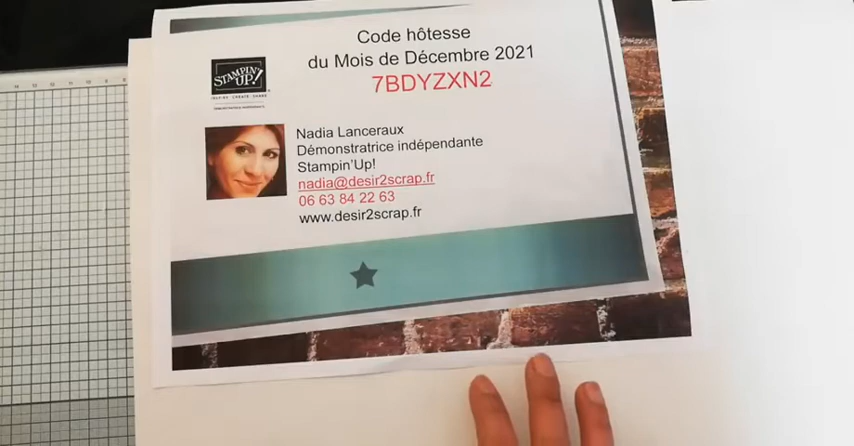 Code hôtesse
du Mois de Décembre 2021
7BDYZXN2
STAMPIN' UP!
Nadia Lanceraux
Démonstratrice indépendante
Stampin'Up!
nadia@desir2scrap.fr
06 63 84 22 63
www.desir2scrap.fr